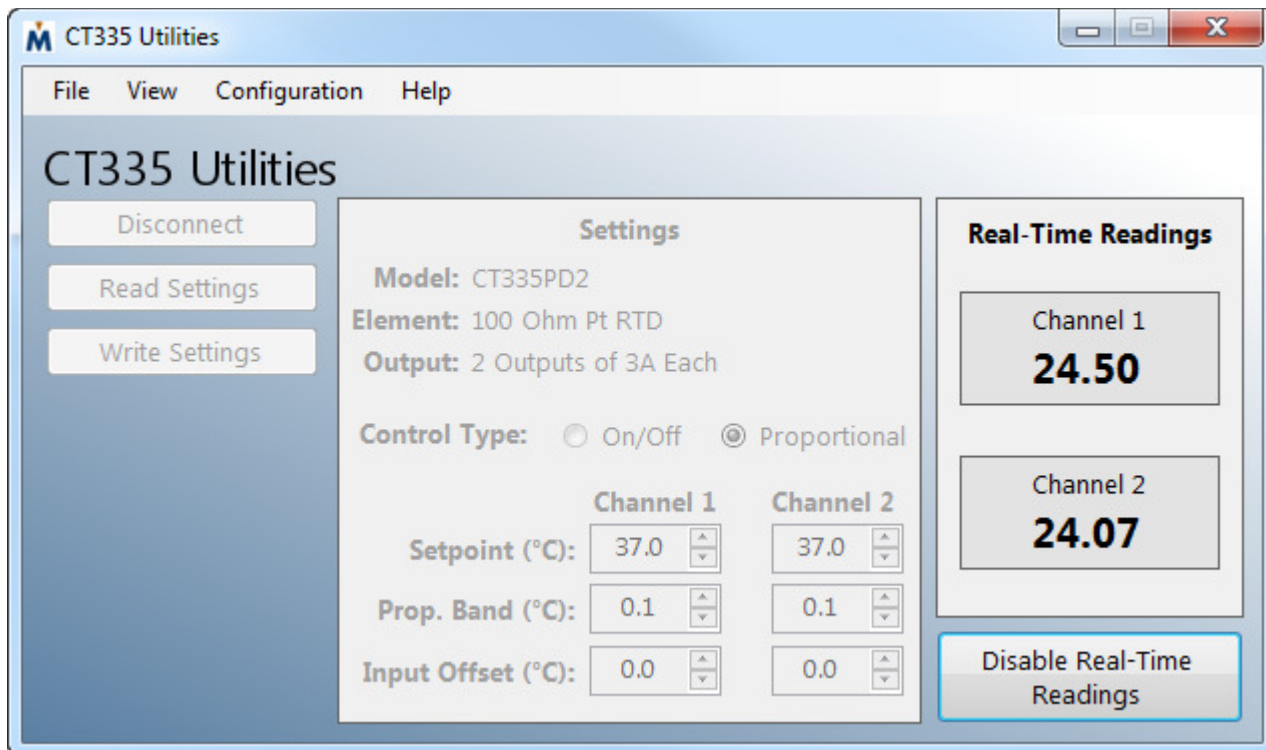 CT335 Utilities
File View Configuration Help
CT335 Utilities
Disconnect
Read Settings
Write Settings
Settings
Model: CT335PD2
Element: 100 Ohm Pt RTD
Output: 2 Outputs of 3A Each
Control Type: On/Off Proportional
Channel 1 Channel 2
Setpoint (°C): 37.0 37.0
Prop. Band (°C): 0.1 0.1
Input Offset (°C): 0.0 0.0
Real-Time Readings
Channel 1
24.50
Channel 2
24.07
Disable Real-Time
Readings